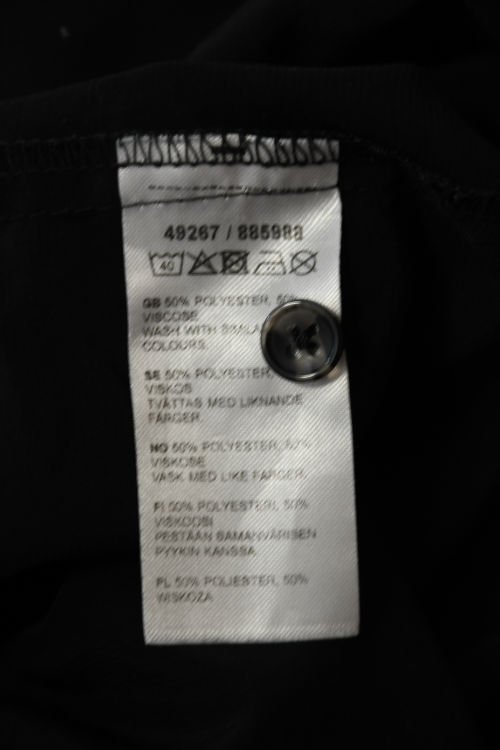 49267 / 885988
40
GB 50% POLYESTER, 50%
VISCOSE
WASH WITH
COLOURS.
SE 50% POLYESTER,
VISKOS
TVÄTTAS MED LIKNANDE
FÄRGER.
NO 50% POLYESTER, 50%
VISKOSE
VASK MED LIKE FARGER.
FI 50% POLYESTERI, 50%
VISKOOSI
PESTÄÄN SAMANVÄRISEN
PYYKIN KANSSA.
PL 50% POLIESTER, 50%
WISKOZA